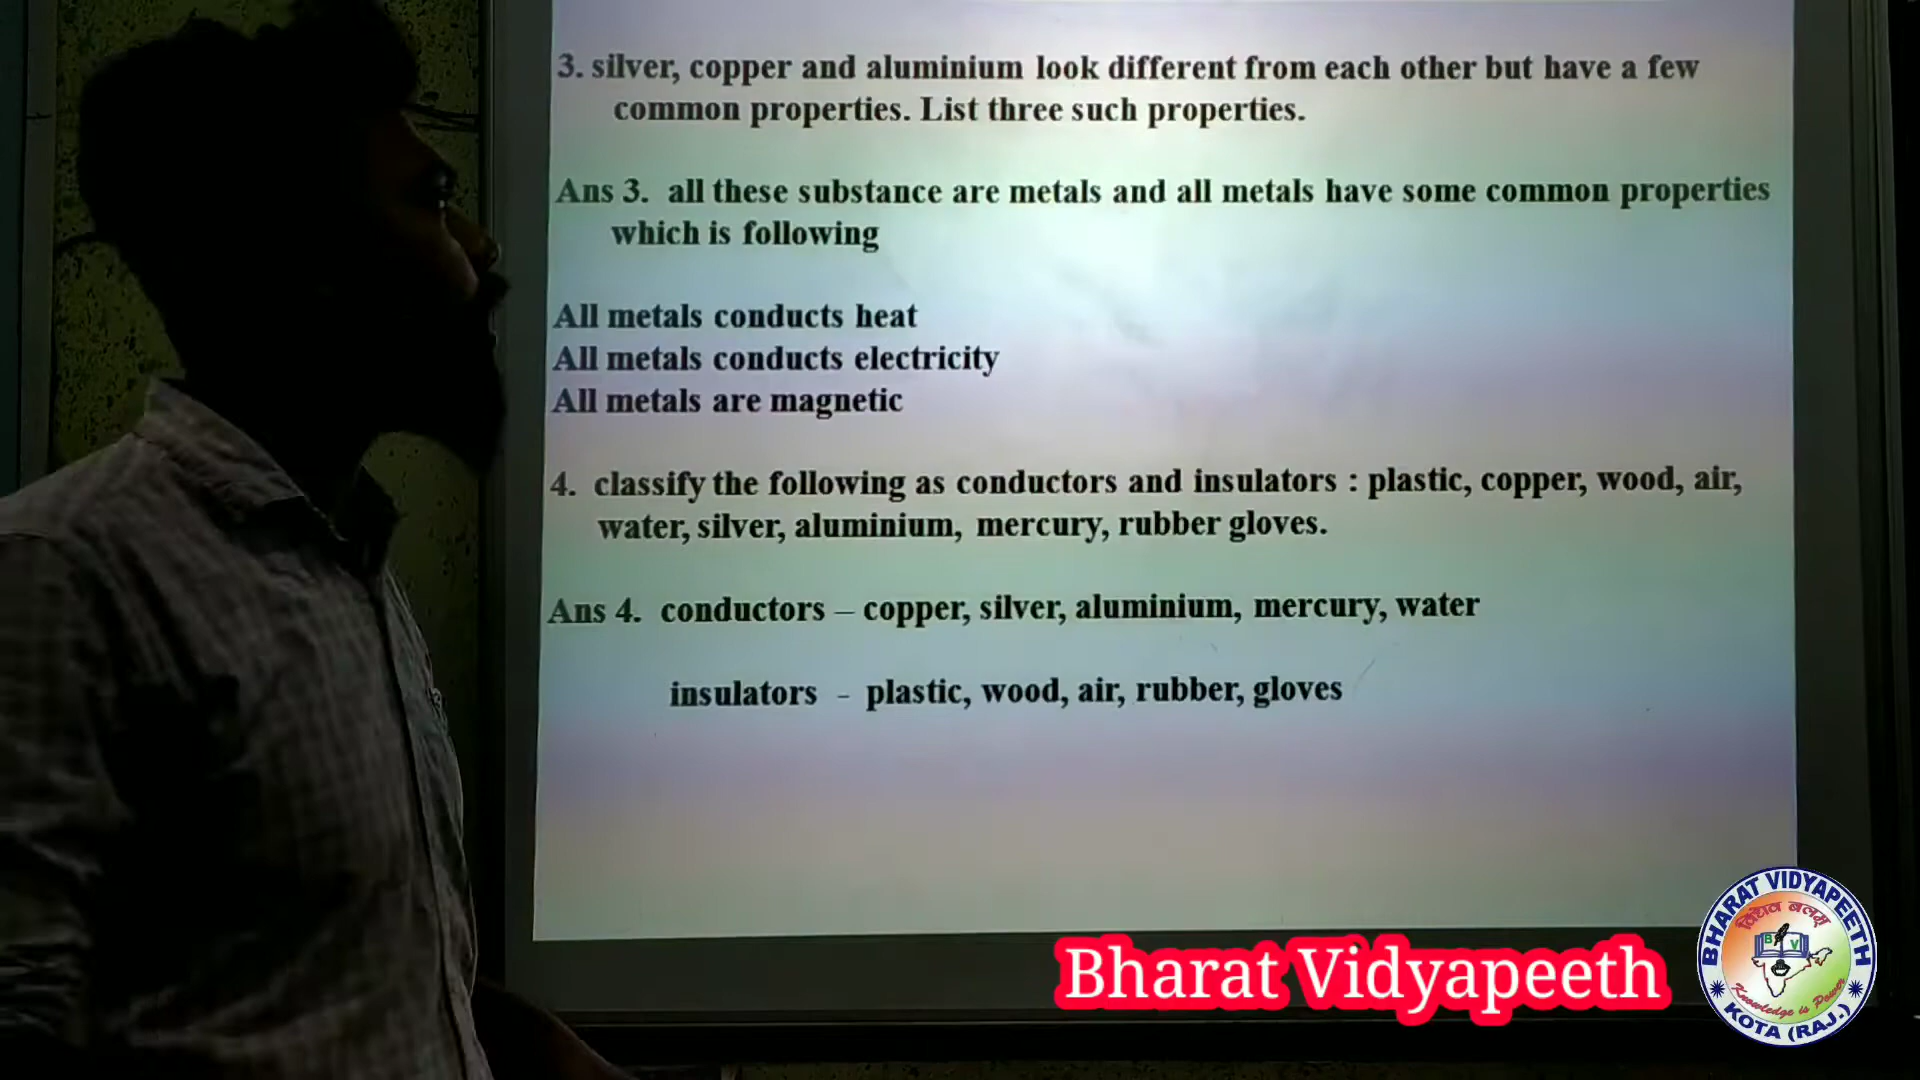 3. silver, copper and aluminium look different from each other but have a few
common properties. List three such properties.
Ans 3. all these substance are metals and all metals have some common properties
which is following
All metals conducts heat
All metals conducts electricity
All metals are magnetic
4. classify the following as conductors and insulators : plastic, copper, wood, air,
water, silver, aluminium, mercury, rubber gloves.
Ans 4. conductors – copper, silver, aluminium, mercury, water
insulators - plastic, wood, air, rubber, gloves
Bharat Vidyapeeth
BHARAT VIDYAPEETH
B V
Knowledge is Power
KOTA (RAJ.)